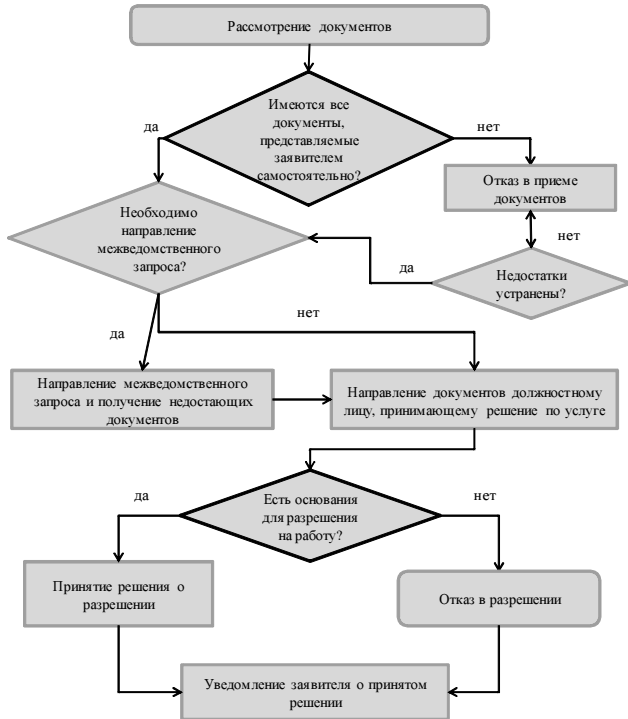 Рассмотрение документов
Имеются все
документы,
представляемые
заявителем
самостоятельно?
да
нет
Отказ в приеме
документов
Необходимо
направление
межведомственного
запроса?
нет
да
Недостатки
устранены?
да
нет
Направление межведомственного
запроса и получение недостающих
документов
Направление документов должностному
лицу, принимающему решение по услуге
да
Есть основания
для разрешения
на работу?
нет
Принятие решения о
разрешении
Отказ в разрешении
Уведомление заявителя о принятом
решении